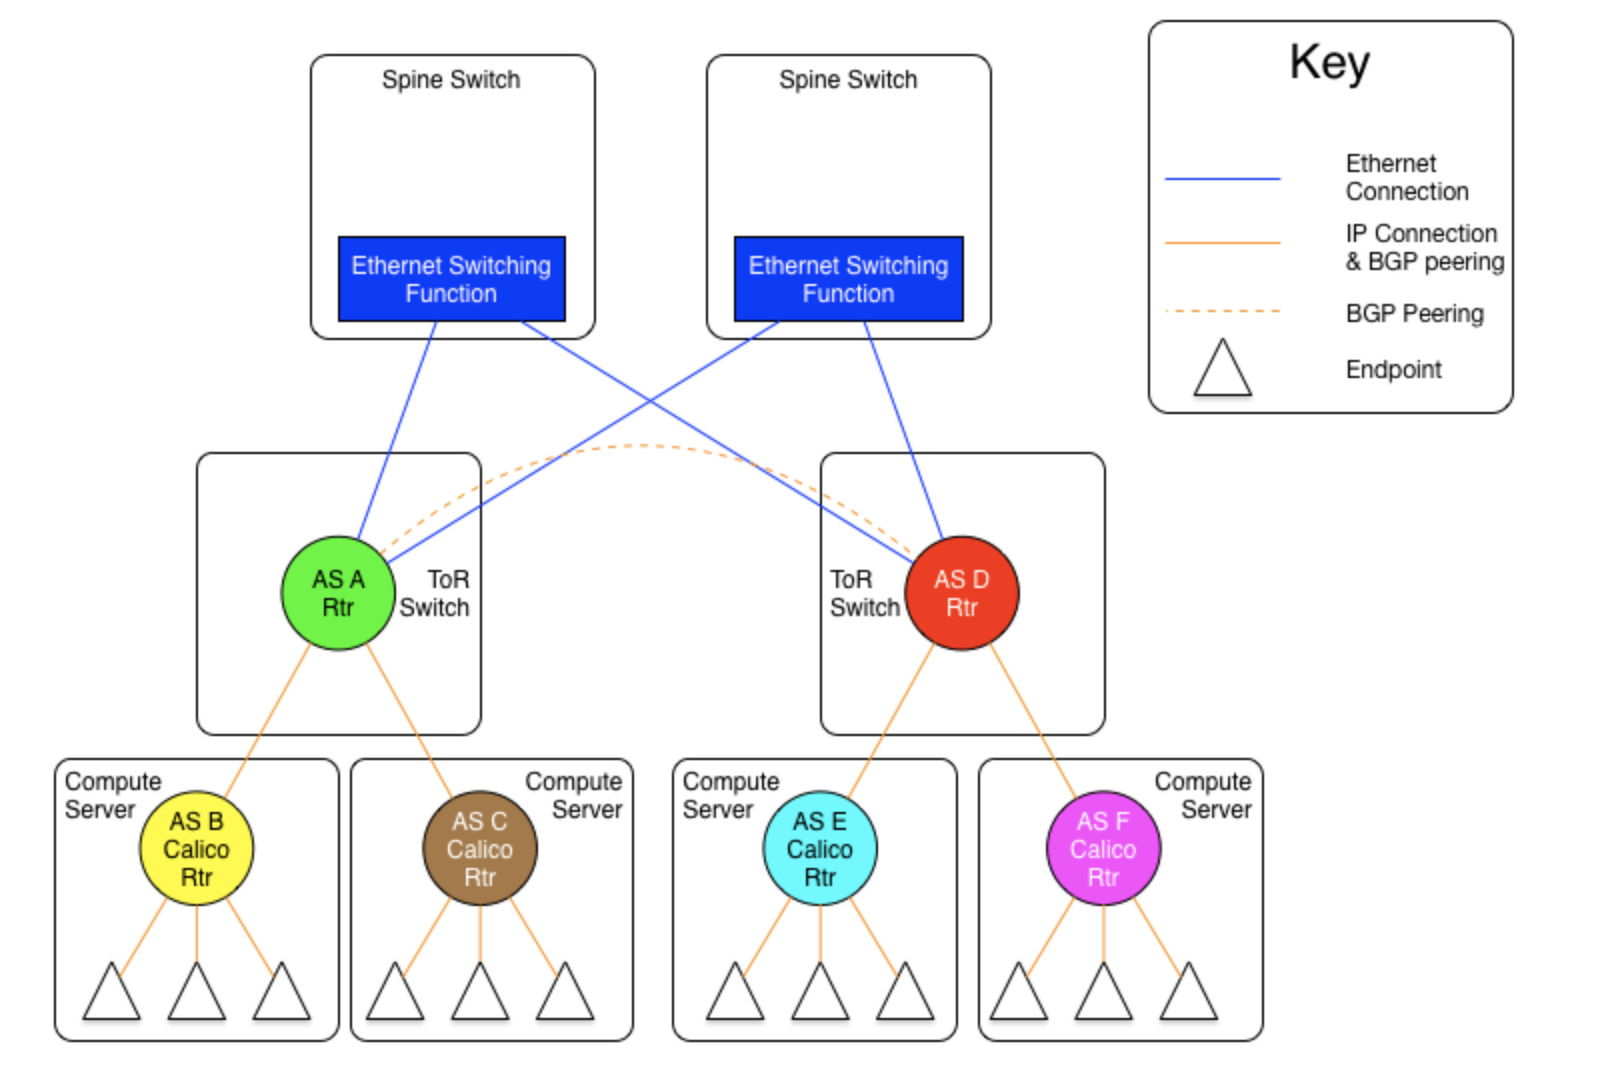 Spine Switch
Spine Switch
Key
Ethernet
Connection
IP Connection
& BGP peering
BGP Peering
Endpoint
Ethernet Switching
Function
Ethernet Switching
Function
AS A
Rtr
ToR
Switch
ToR
Switch
AS D
Rtr
Compute
Server
AS B
Calico
Rtr
Compute
Server
AS C
Calico
Rtr
Compute
Server
AS E
Calico
Rtr
Compute
Server
AS F
Calico
Rtr